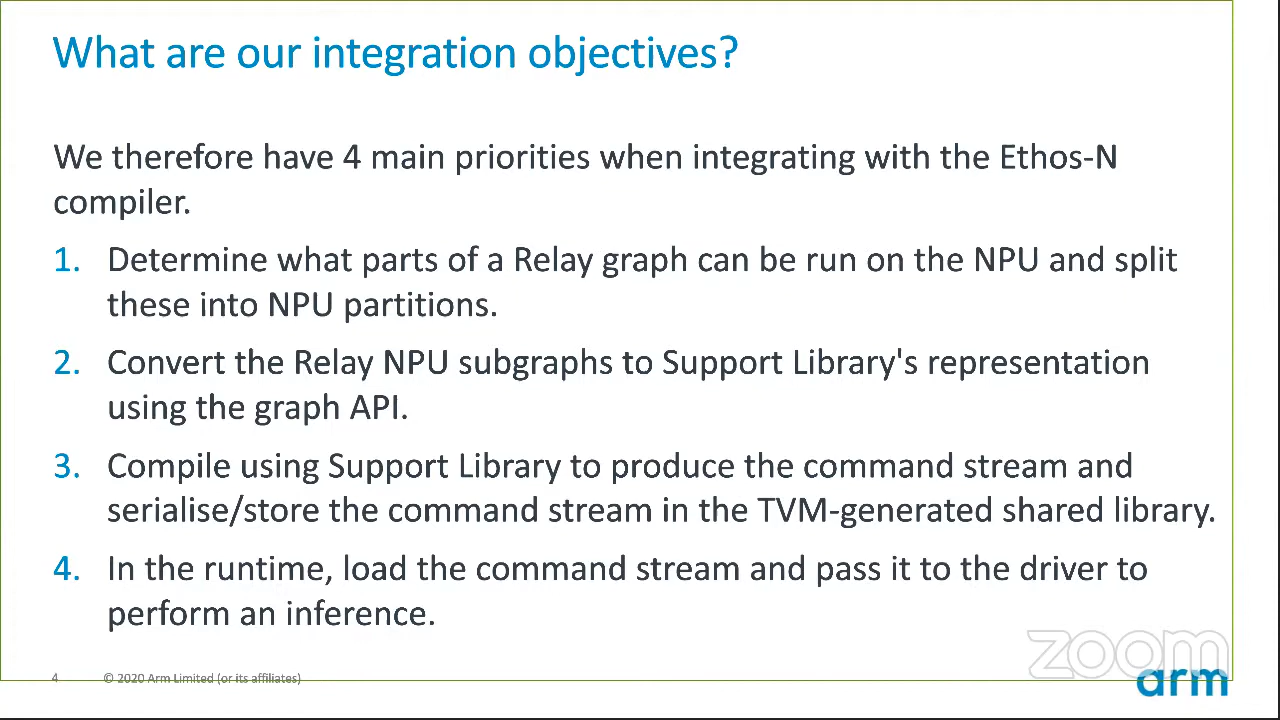 What are our integration objectives?
We therefore have 4 main priorities when integrating with the Ethos-N
compiler.
1. Determine what parts of a Relay graph can be run on the NPU and split
these into NPU partitions.
2. Convert the Relay NPU subgraphs to Support Library's representation
using the graph API.
3. Compile using Support Library to produce the command stream and
serialise/store the command stream in the TVM-generated shared library.
4. In the runtime, load the command stream and pass it to the driver to
perform an inference.
zoom
4 © 2020 Arm Limited (or its affiliates)
arm